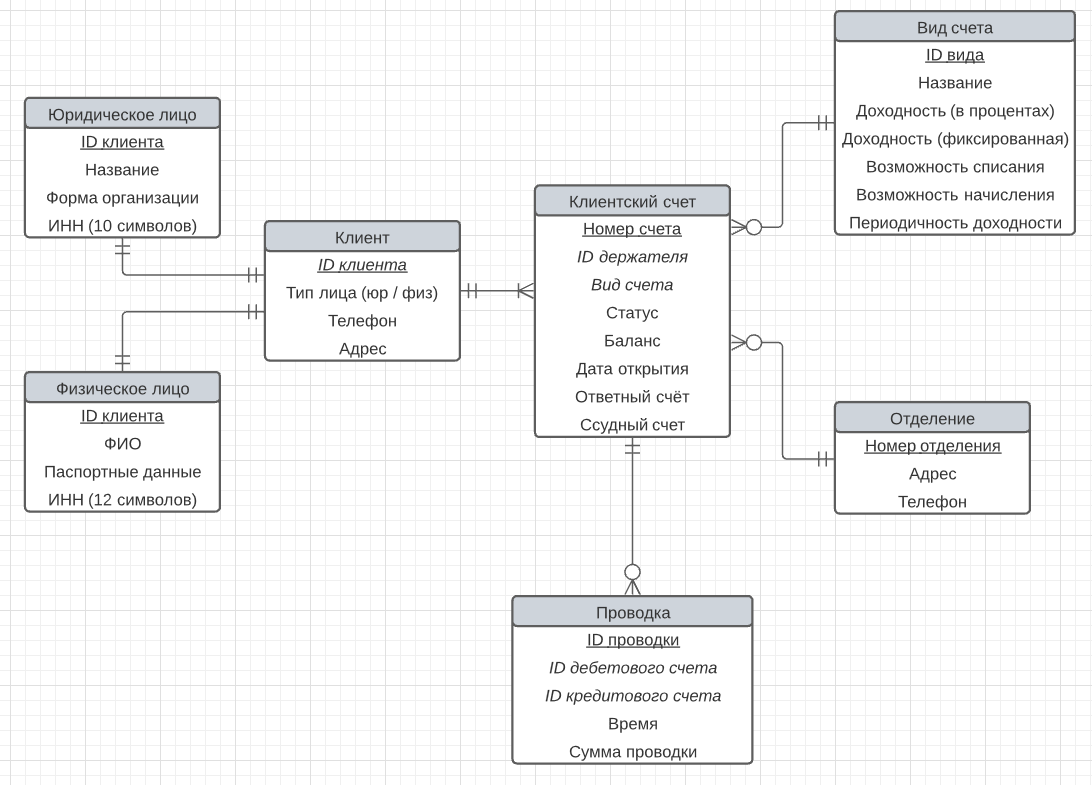 Юридическое лицо
ID клиента
Название
Форма организации
ИНН (10 символов)
Физическое лицо
ID клиента
ФИО
Паспортные данные
ИНН (12 символов)
Клиент
ID клиента
Тип лица (юр / физ)
Телефон
Адрес
Клиентский счет
Номер счета
ID держателя
Вид счета
Статус
Баланс
Дата открытия
Ответный счёт
Ссудный счет
Вид счета
ID вида
Название
Доходность (в процентах)
Доходность (фиксированная)
Возможность списания
Возможность начисления
Периодичность доходности
Отделение
Номер отделения
Адрес
Телефон
Проводка
ID проводки
ID дебетового счета
ID кредитового счета
Время
Сумма проводки